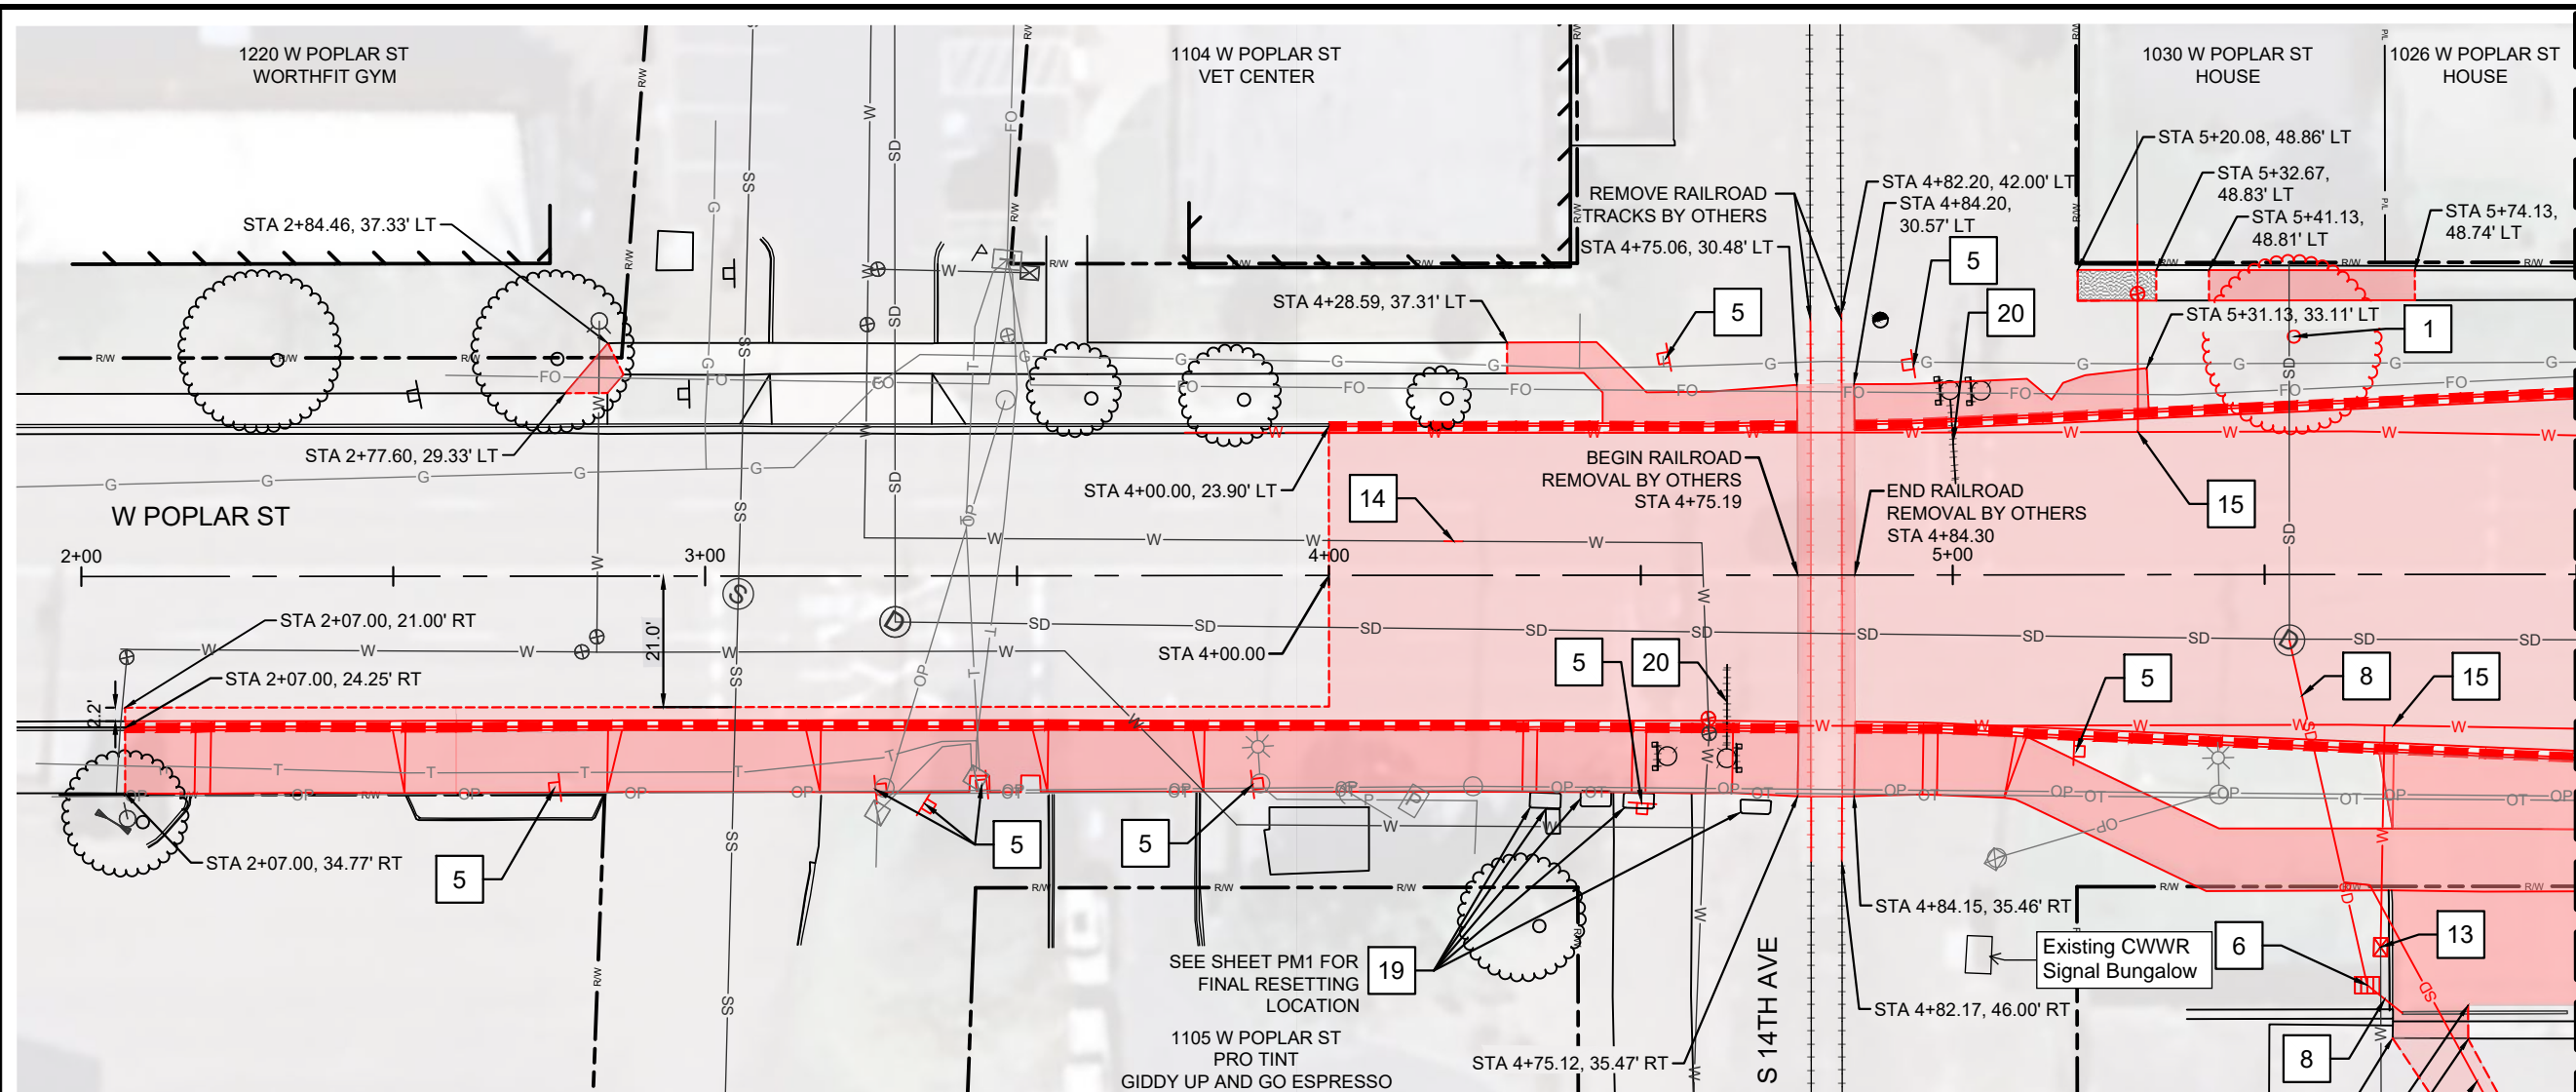 1220 W POPLAR ST
WORTHFIT GYM
1104 W POPLAR ST
VET CENTER
1030 W POPLAR ST
HOUSE
1026 W POPLAR ST
HOUSE
STA 2+84.46, 37.33' LT
REMOVE RAILROAD
TRACKS BY OTHERS
STA 4+75.06, 30.48' LT
STA 4+82.20, 42.00' LT
STA 4+84.20,
30.57' LT
STA 5+20.08, 48.86' LT
STA 5+32.67,
48.83' LT
STA 5+41.13,
48.81' LT
STA 5+74.13,
48.74' LT
STA 4+28.59, 37.31' LT
5
5
20
STA 5+31.13, 33.11' LT
1
STA 2+77.60, 29.33' LT
STA 4+00.00, 23.90' LT
14
BEGIN RAILROAD
REMOVAL BY OTHERS
STA 4+75.19
END RAILROAD
REMOVAL BY OTHERS
STA 4+84.30
15
W POPLAR ST
2+00
3+00
4+00
5+00
STA 2+07.00, 21.00' RT
21.0'
STA 4+00.00
STA 2+07.00, 24.25' RT
2.2'
5
20
5
8
15
STA 2+07.00, 34.77' RT
5
5
5
SEE SHEET PM1 FOR
FINAL RESETTING
LOCATION
19
STA 4+84.15, 35.46' RT
Existing CWWR
Signal Bungalow
6
13
STA 4+82.17, 46.00' RT
S 14TH AVE
1105 W POPLAR ST
PRO TINT
GIDDY UP AND GO ESPRESSO
STA 4+75.12, 35.47' RT
8
R/W
P/L
W
SD
SS
G
FO
T
OP
OT
S
D